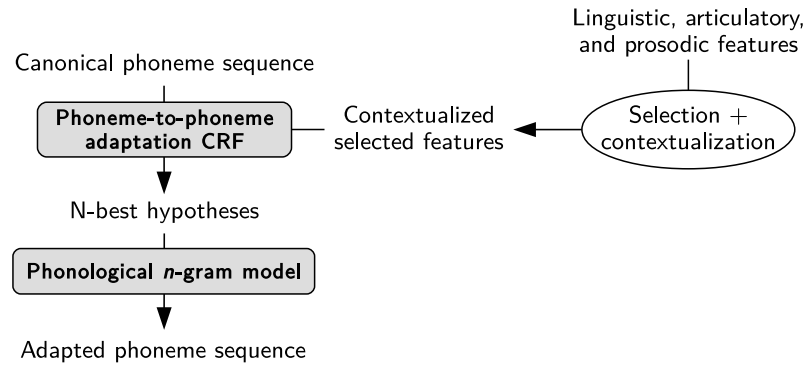 Linguistic, articulatory,
and prosodic features
Canonical phoneme sequence
Phoneme-to-phoneme
adaptation CRF
Contextualized
selected features
Selection +
contextualization
N-best hypotheses
Phonological n-gram model
Adapted phoneme sequence